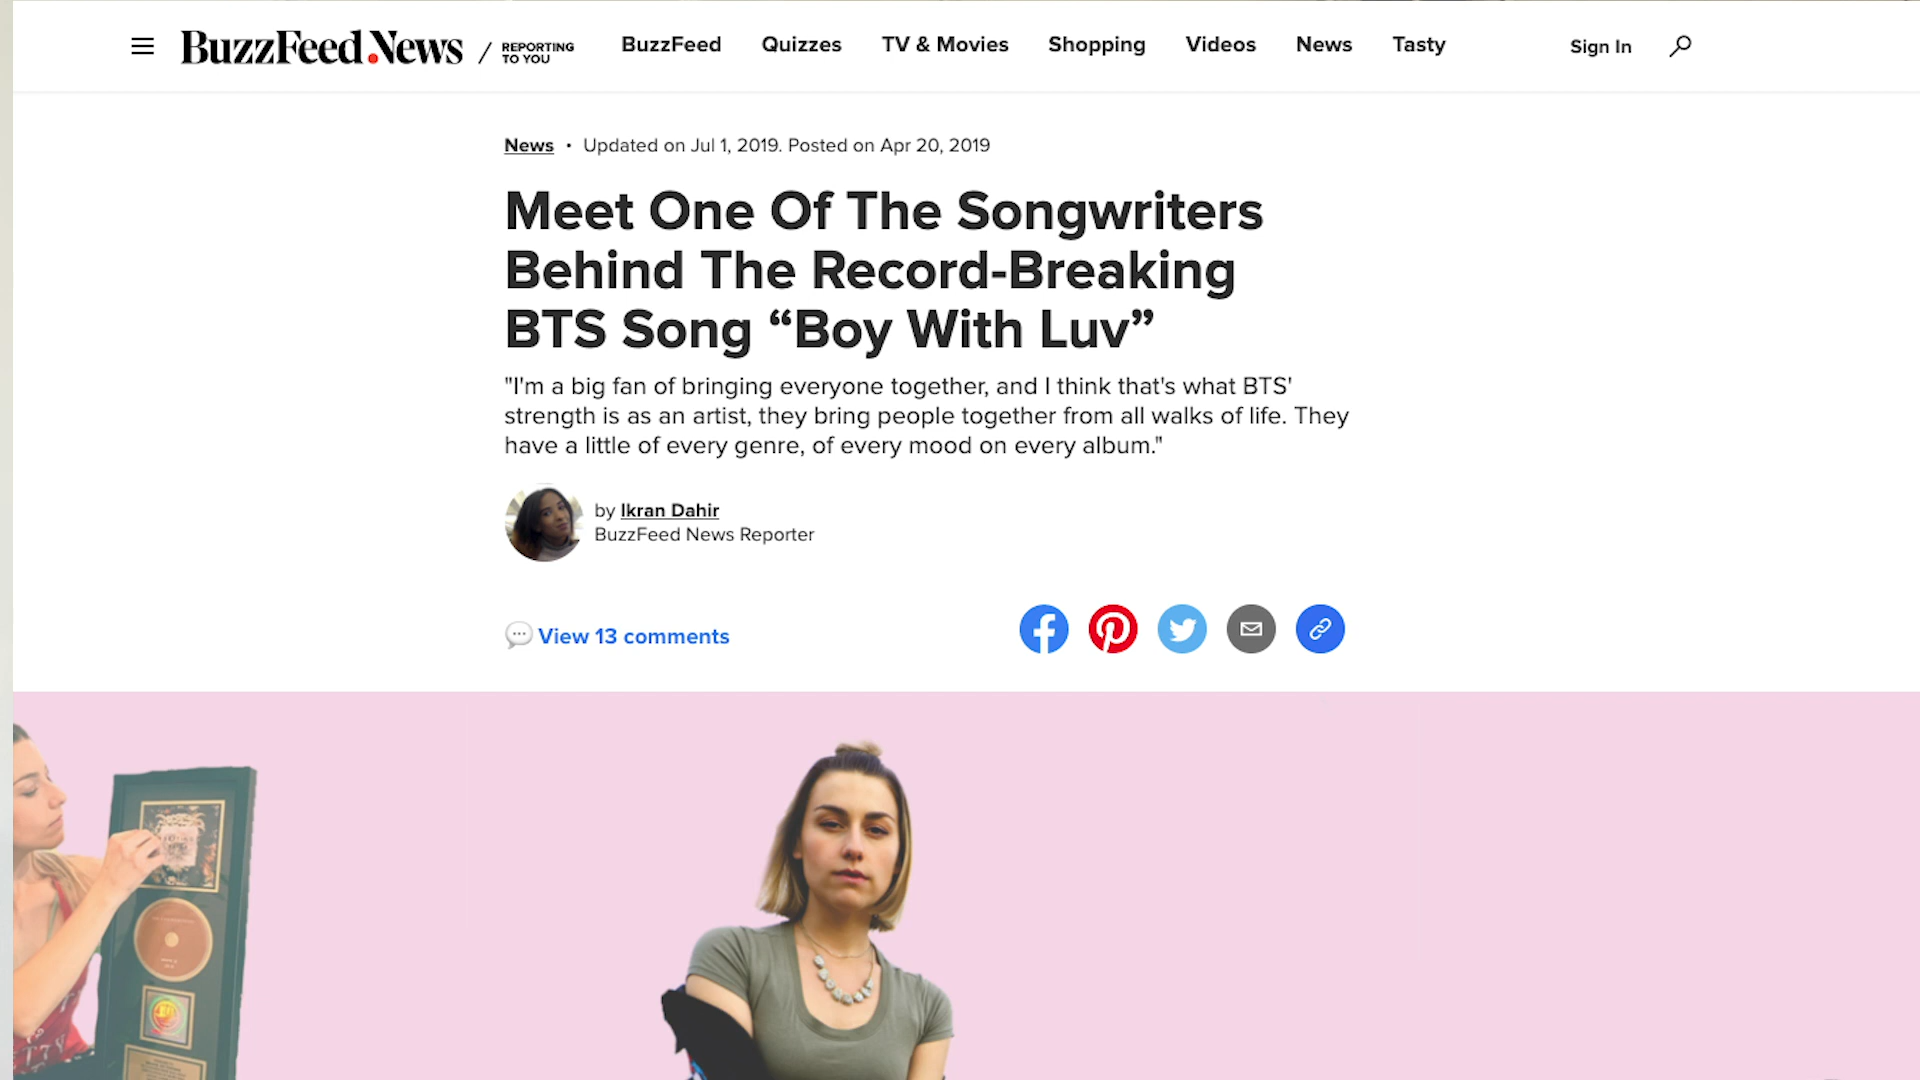 BuzzFeed News / REPORTING TO YOU BuzzFeed Quizzes TV & Movies Shopping Videos News Tasty Sign In
News • Updated on Jul 1, 2019. Posted on Apr 20, 2019
Meet One Of The Songwriters
Behind The Record-Breaking
BTS Song “Boy With Luv”
"I'm a big fan of bringing everyone together, and I think that's what BTS'
strength is as an artist, they bring people together from all walks of life. They
have a little of every genre, of every mood on every album."
by Ikran Dahir
BuzzFeed News Reporter
View 13 comments